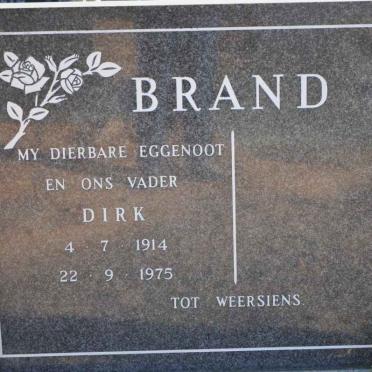 BRAND
MY DIERBARE EGGENOOT
EN ONS VADER
DIRK
4 · 7 · 1914
22 · 9 · 1975
TOT WEERSIENS.